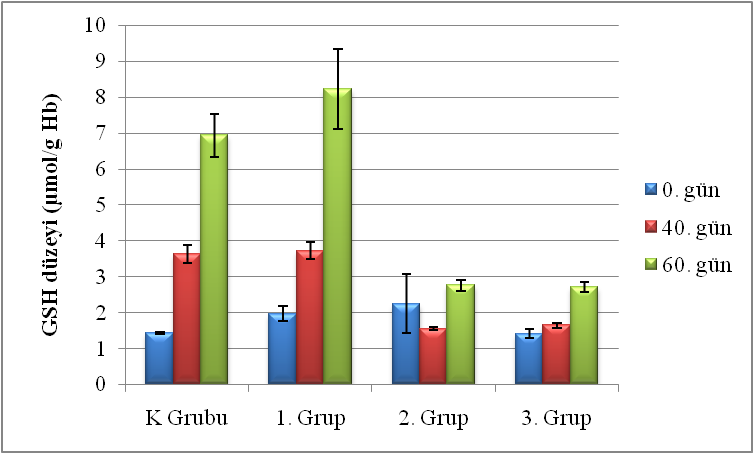 GSH düzeyi (µmol/g Hb)
10
9
8
7
6
5
4
3
2
1
0
K Grubu
1. Grup
2. Grup
3. Grup
0. gün
40. gün
60. gün